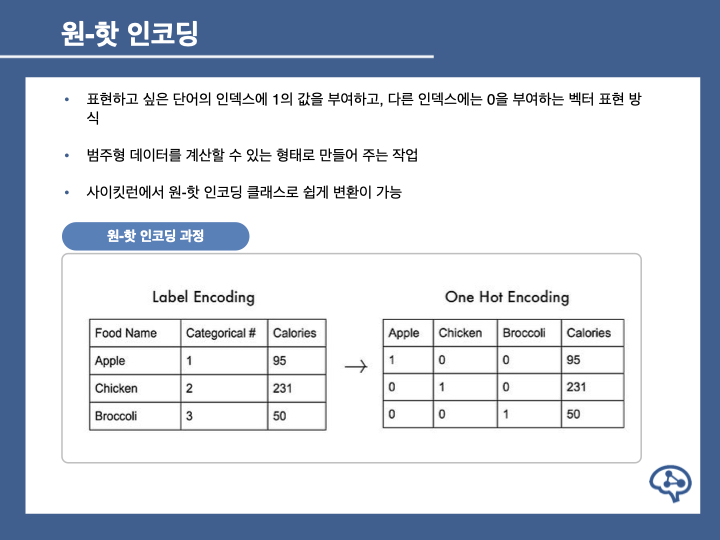 원-핫 인코딩
• 표현하고 싶은 단어의 인덱스에 1의 값을 부여하고, 다른 인덱스에는 0을 부여하는 벡터 표현 방
식
• 범주형 데이터를 계산할 수 있는 형태로 만들어 주는 작업
• 사이킷런에서 원-핫 인코딩 클래스로 쉽게 변환이 가능
원-핫 인코딩 과정
Label Encoding
Food Name Categorical # Calories
Apple 1 95
Chicken 2 231
Broccoli 3 50
→
One Hot Encoding
Apple Chicken Broccoli Calories
1 0 0 95
0 1 0 231
0 0 1 50